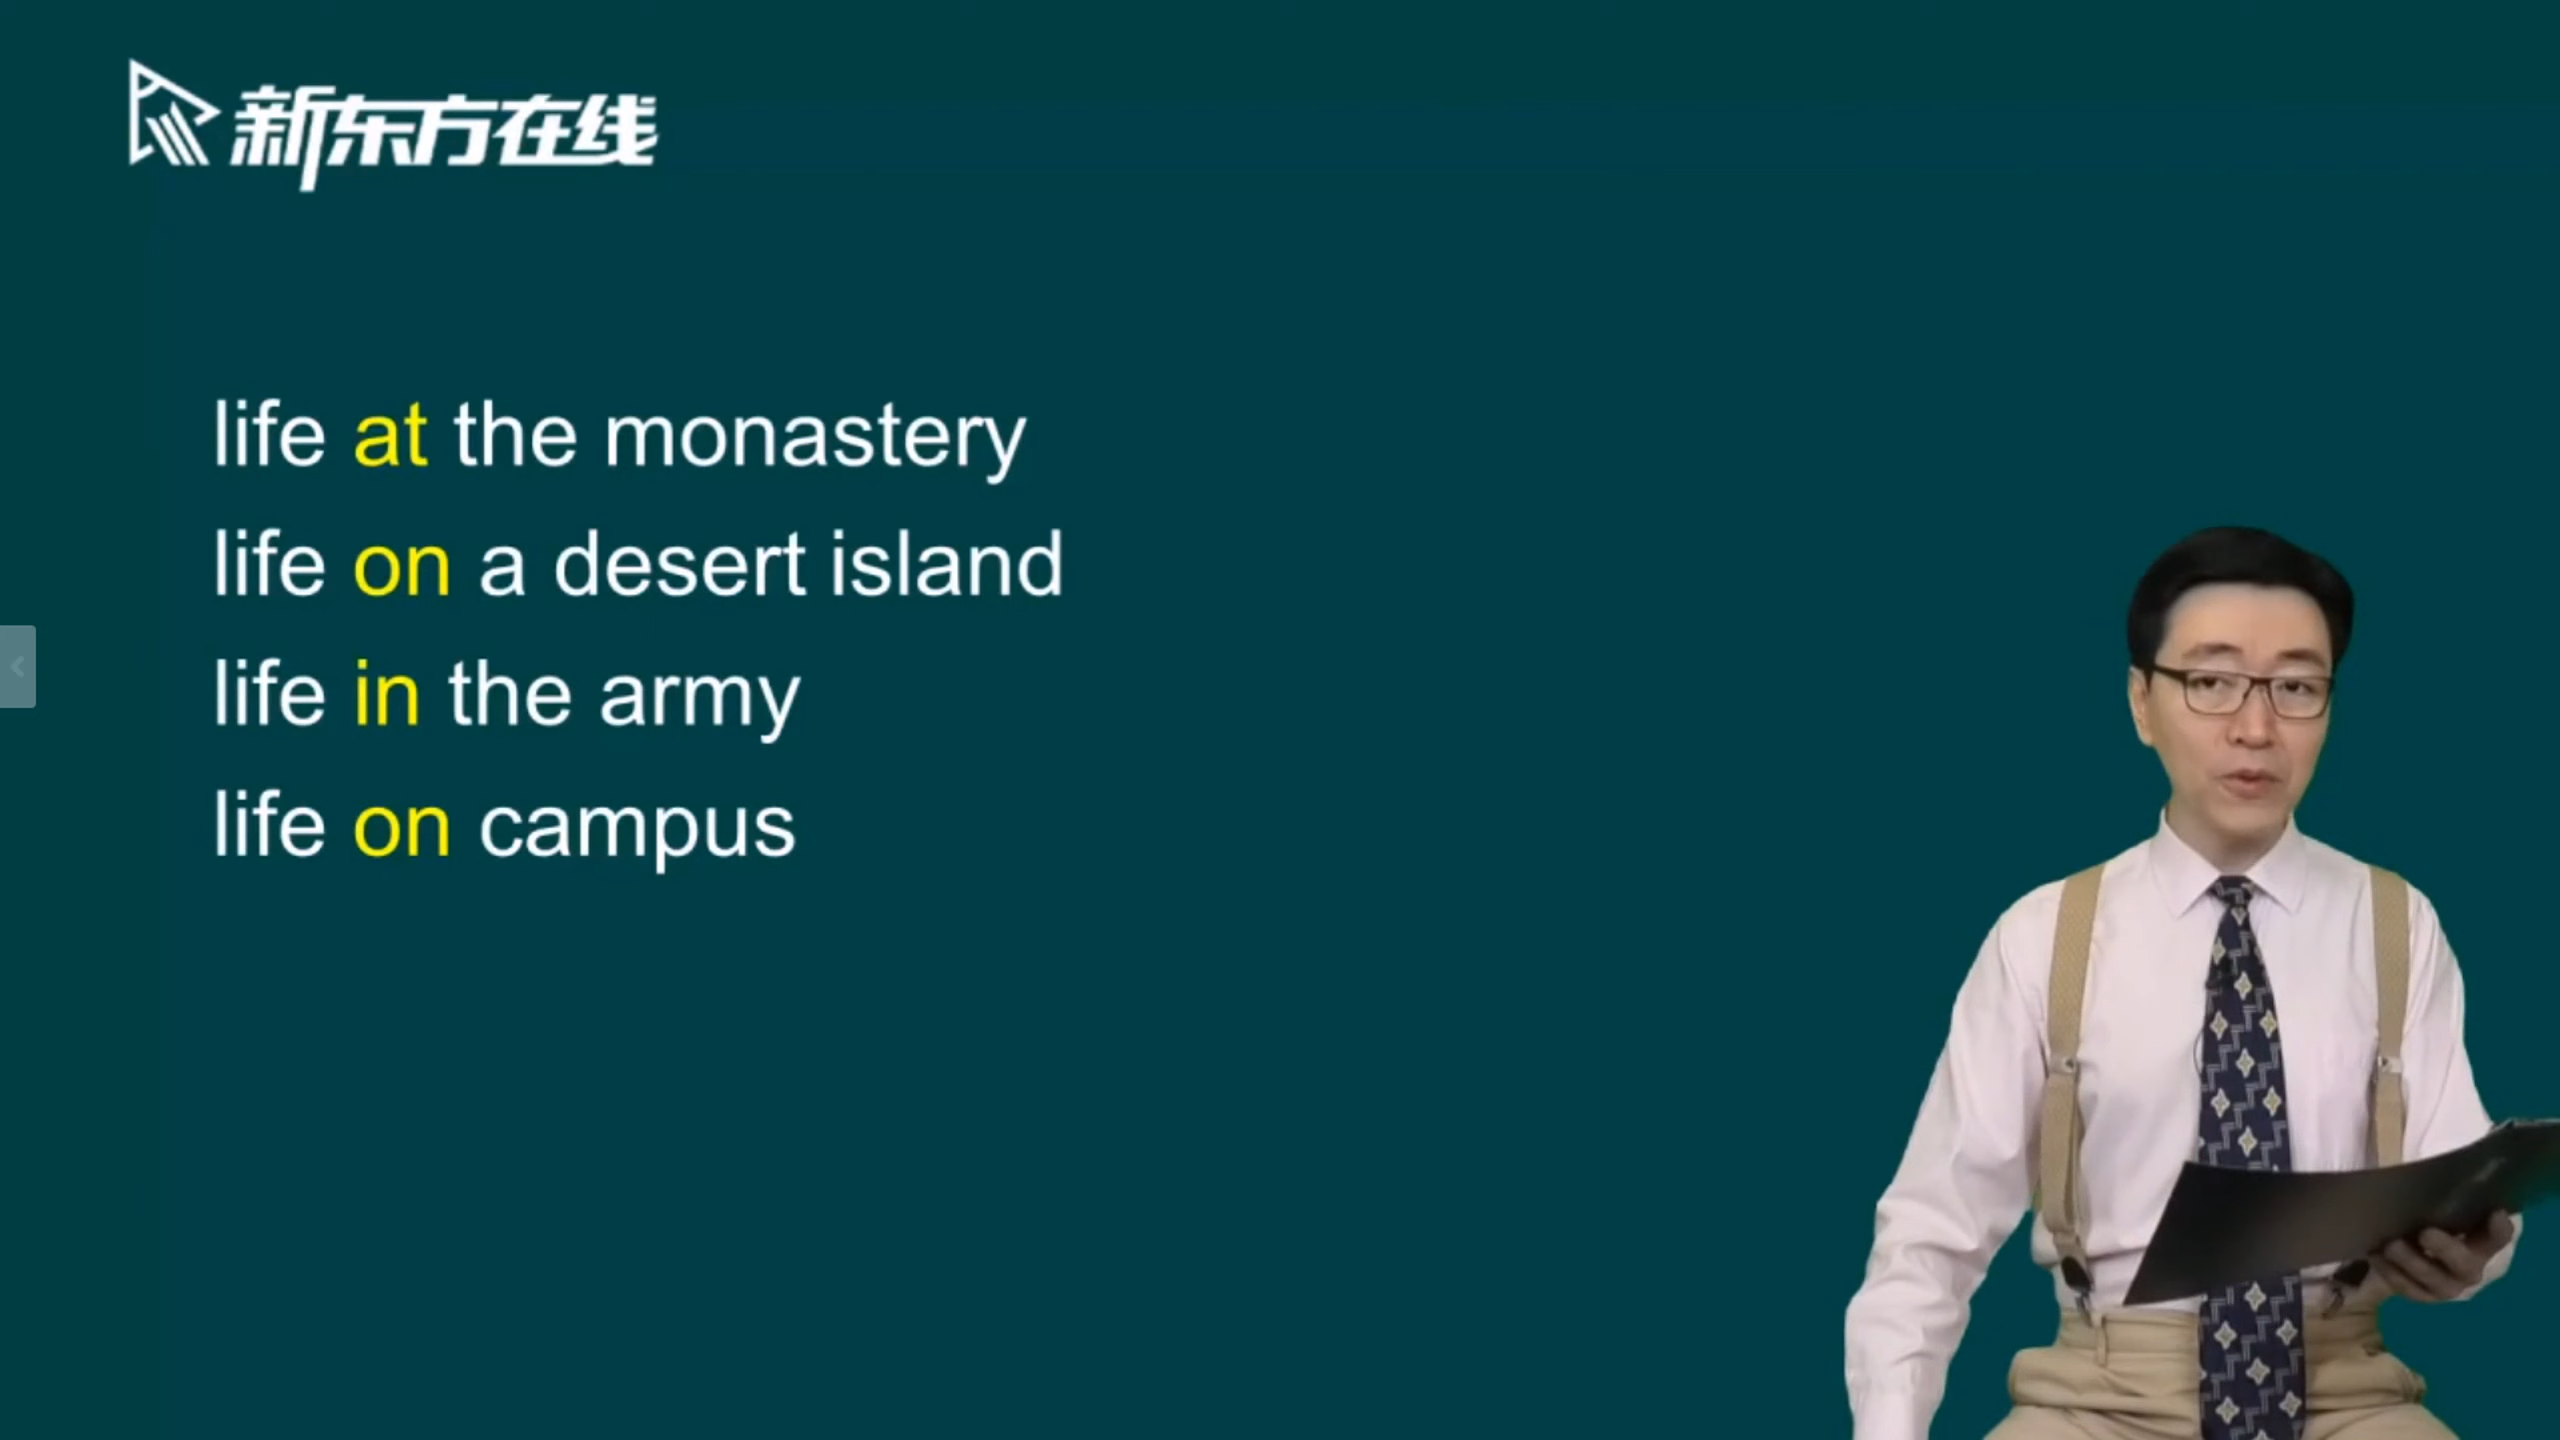 新东方在线
life at the monastery
life on a desert island
life in the army
life on campus